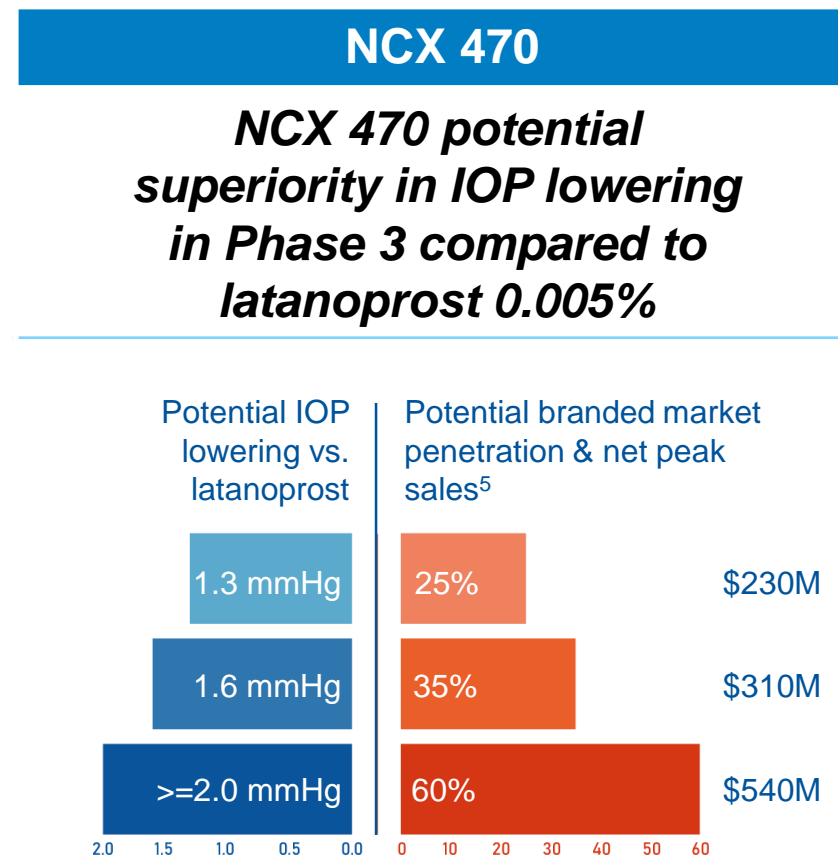 NCX 470
NCX 470 potential
superiority in IOP lowering
in Phase 3 compared to
latanoprost 0.005%
Potential IOP
lowering vs.
latanoprost
Potential branded market
penetration & net peak
sales5
1.3 mmHg 25% $230M
1.6 mmHg 35% $310M
>=2.0 mmHg 60% $540M
2.0 1.5 1.0 0.5 0.0 0 10 20 30 40 50 60